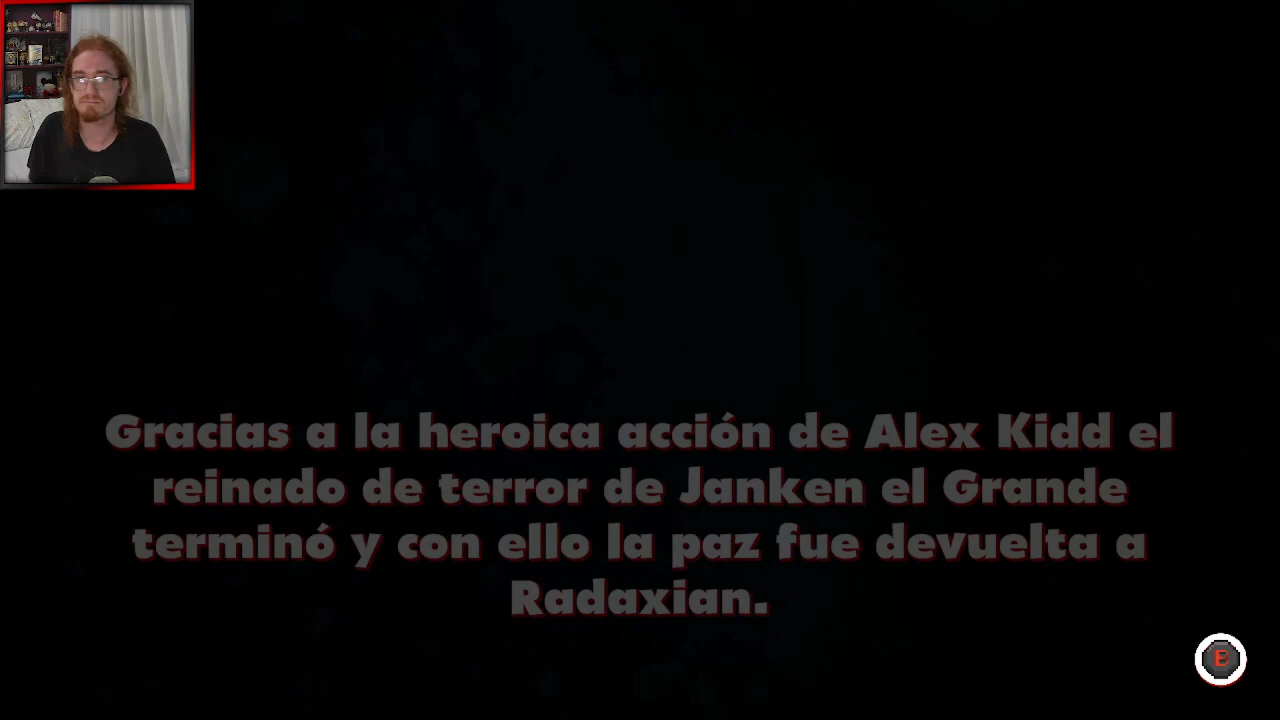 Gracias a la heroica acción de Alex Kidd el
reinado de terror de Janken el Grande
terminó y con ello la paz fue devuelta a
Radaxian.
B